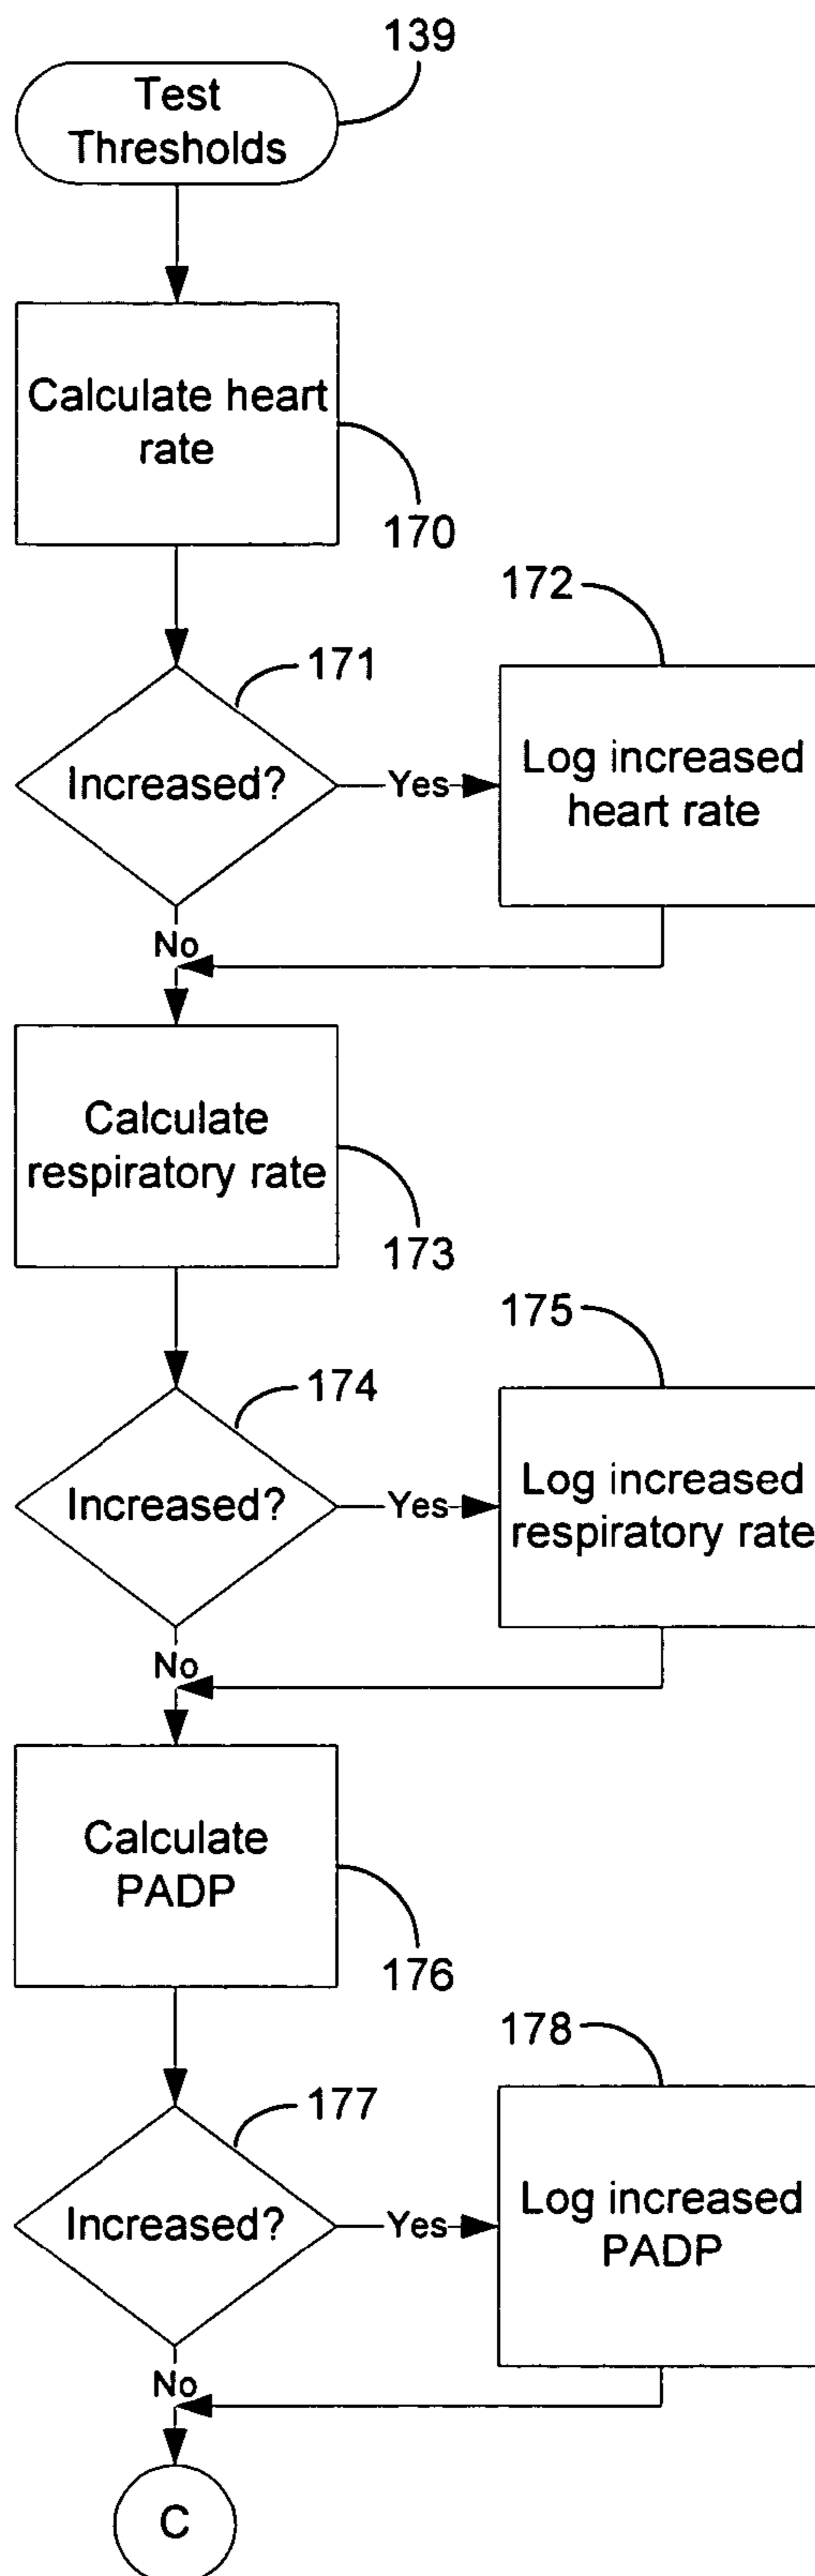 139
Test
Thresholds
Calculate heart
rate
170
172
171
Increased?
Yes
Log increased
heart rate
No
Calculate
respiratory rate
173
175
174
Increased?
Yes
Log increased
respiratory rate
No
Calculate
PADP
176
178
177
Increased?
Yes
Log increased
PADP
No
C